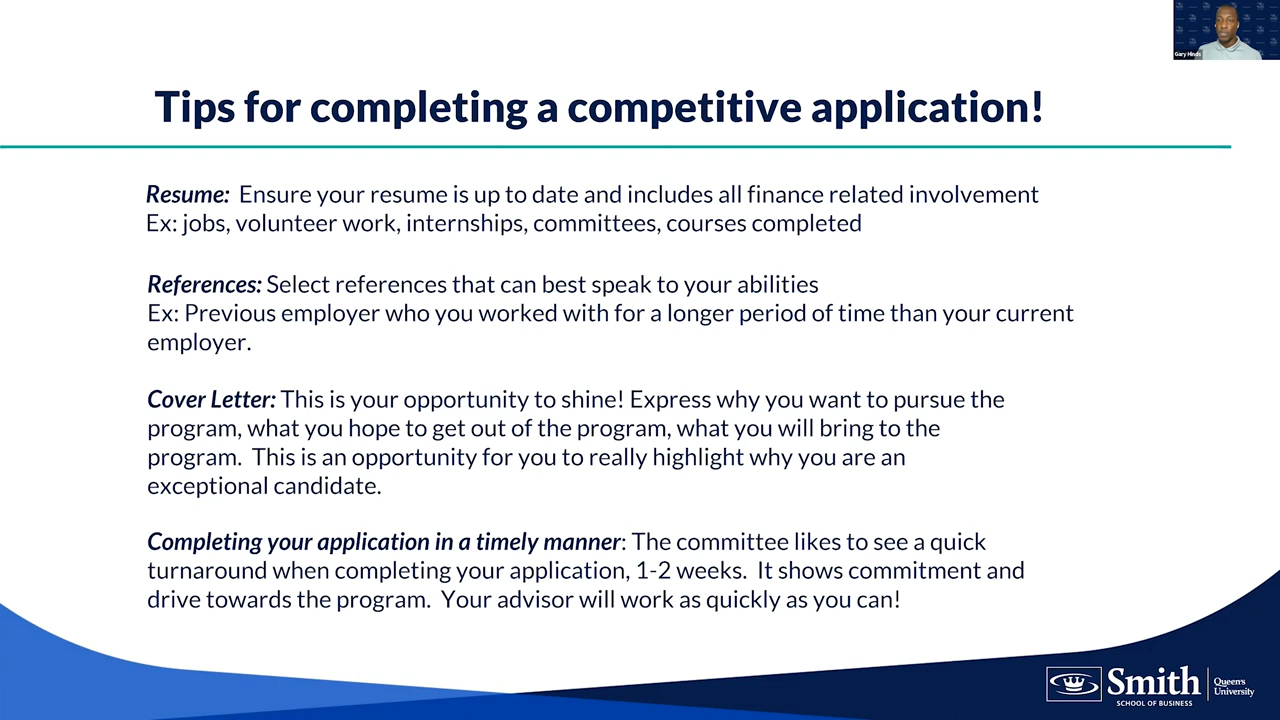 Gary Hinds
Tips for completing a competitive application!
Resume: Ensure your resume is up to date and includes all finance related involvement
Ex: jobs, volunteer work, internships, committees, courses completed
References: Select references that can best speak to your abilities
Ex: Previous employer who you worked with for a longer period of time than your current
employer.
Cover Letter: This is your opportunity to shine! Express why you want to pursue the
program, what you hope to get out of the program, what you will bring to the
program. This is an opportunity for you to really highlight why you are an
exceptional candidate.
Completing your application in a timely manner: The committee likes to see a quick
turnaround when completing your application, 1-2 weeks. It shows commitment and
drive towards the program. Your advisor will work as quickly as you can!
Smith
SCHOOL OF BUSINESS
Queen's
University